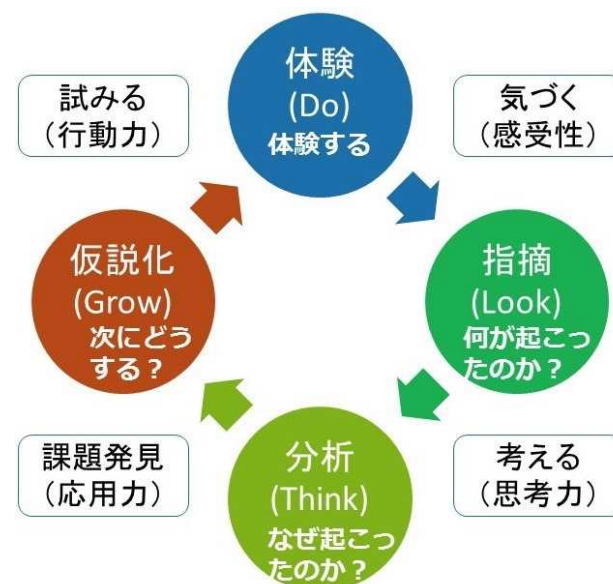 体験
(Do)
体験する
試みる
（行動力）
気づく
（感受性）
仮説化
(Grow)
次にどう
する？
指摘
(Look)
何が起こっ
たのか？
課題発見
（応用力）
分析
(Think)
なぜ起こっ
たのか？
考える
（思考力）